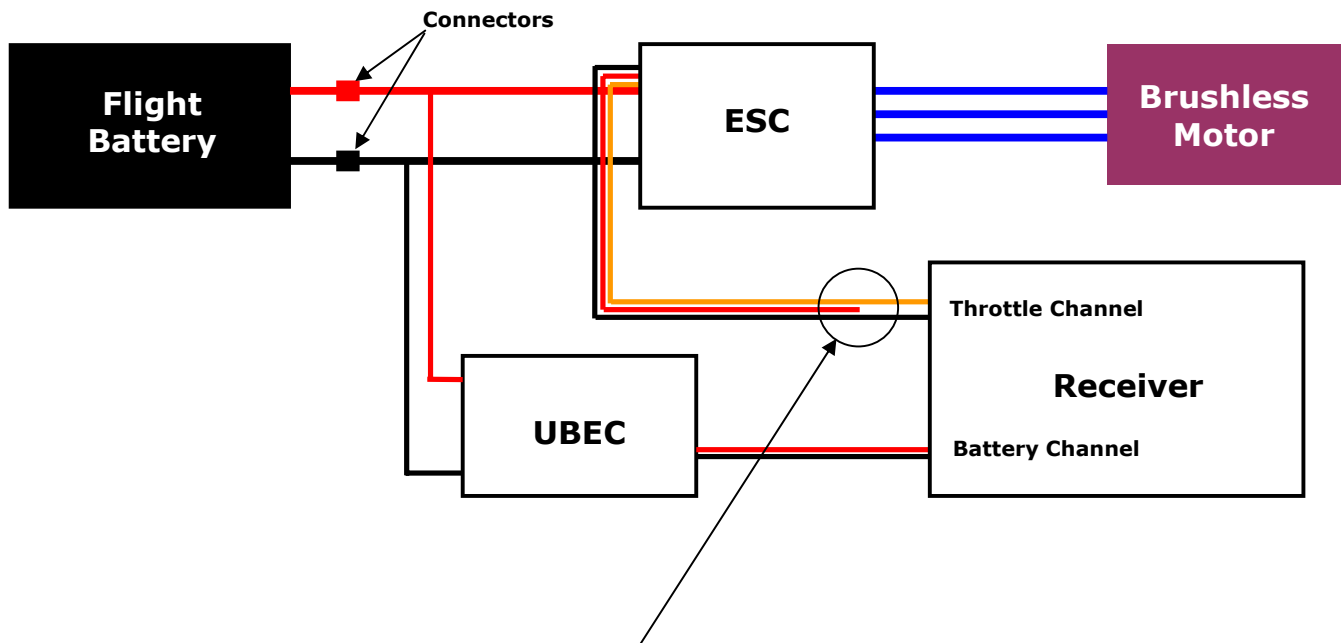 Connectors
Flight
Battery
ESC
Brushless
Motor
Throttle Channel
Receiver
UBEC
Battery Channel